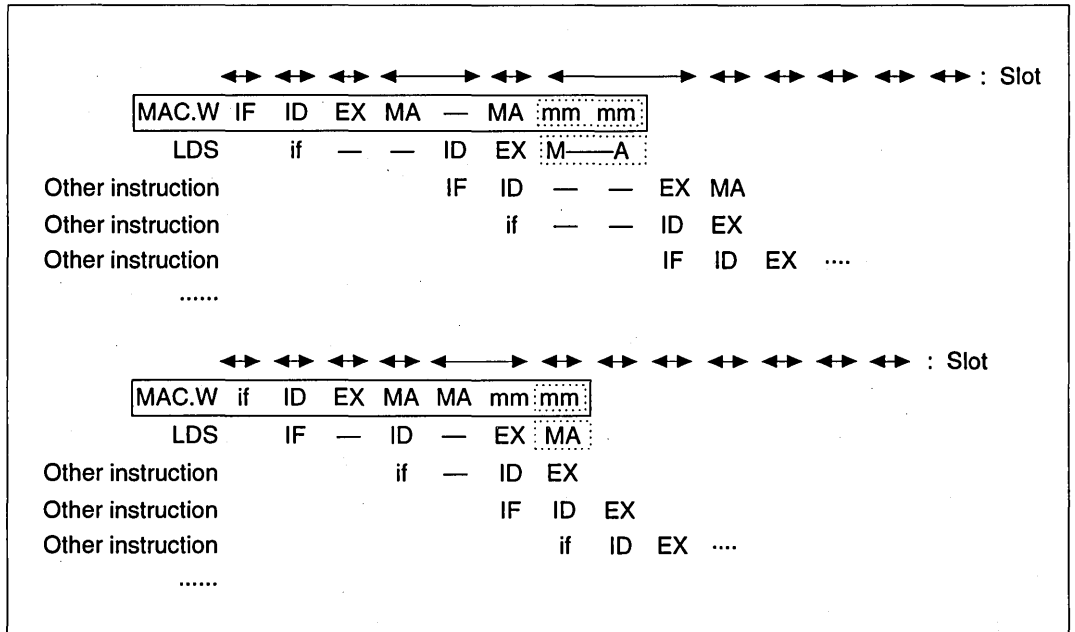 : Slot
MAC.W IF ID EX MA — MA mm mm
LDS if — — ID EX M——A
Other instruction IF ID — — EX MA
Other instruction if — — ID EX
Other instruction IF ID EX ····
······
: Slot
MAC.W if ID EX MA MA mm mm
LDS IF — ID — EX MA
Other instruction if — ID EX
Other instruction IF ID EX
Other instruction if ID EX ····
······